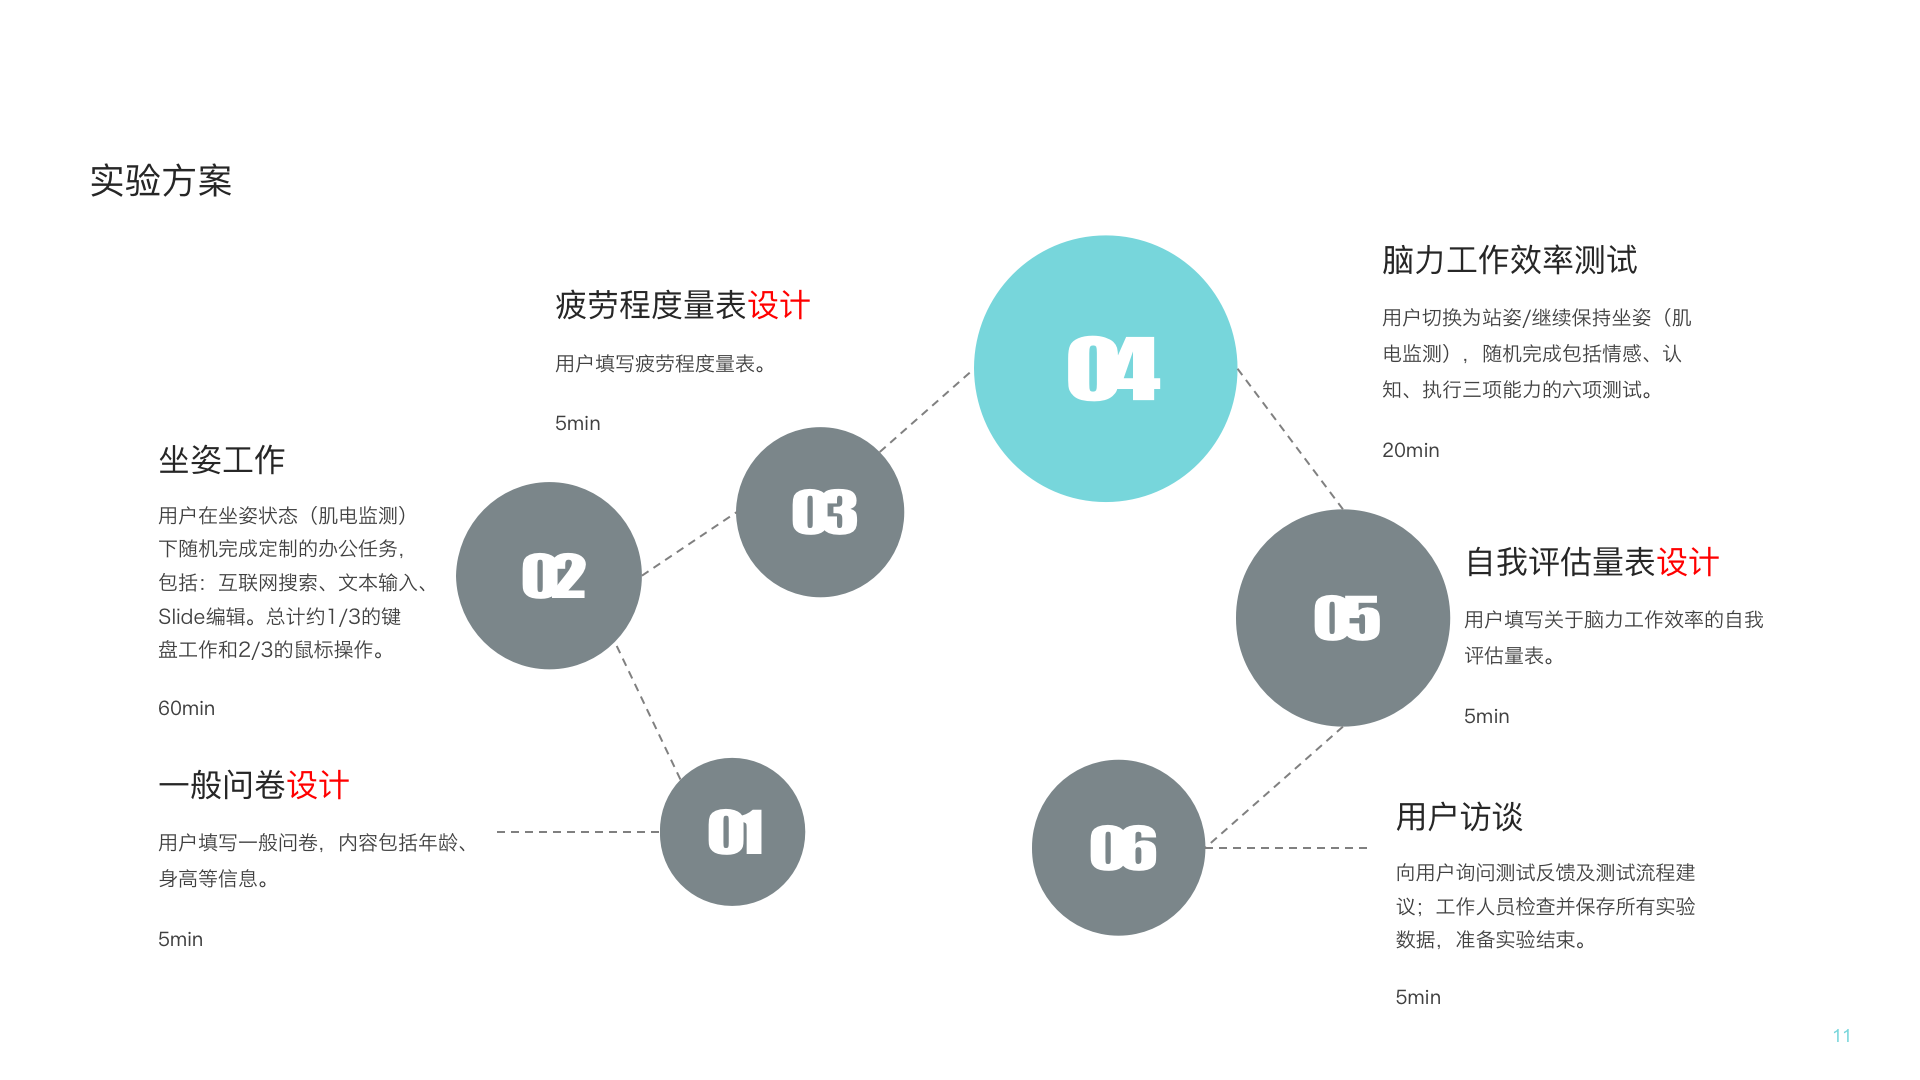 实验方案
01
一般问卷设计
用户填写一般问卷，内容包括年龄、
身高等信息。
5min
02
坐姿工作
用户在坐姿状态（肌电监测）
下随机完成定制的办公任务，
包括：互联网搜索、文本输入、
Slide编辑。总计约1/3的键
盘工作和2/3的鼠标操作。
60min
03
疲劳程度量表设计
用户填写疲劳程度量表。
5min
04
脑力工作效率测试
用户切换为站姿/继续保持坐姿（肌
电监测），随机完成包括情感、认
知、执行三项能力的六项测试。
20min
05
自我评估量表设计
用户填写关于脑力工作效率的自我
评估量表。
5min
06
用户访谈
向用户询问测试反馈及测试流程建
议；工作人员检查并保存所有实验
数据，准备实验结束。
5min
11